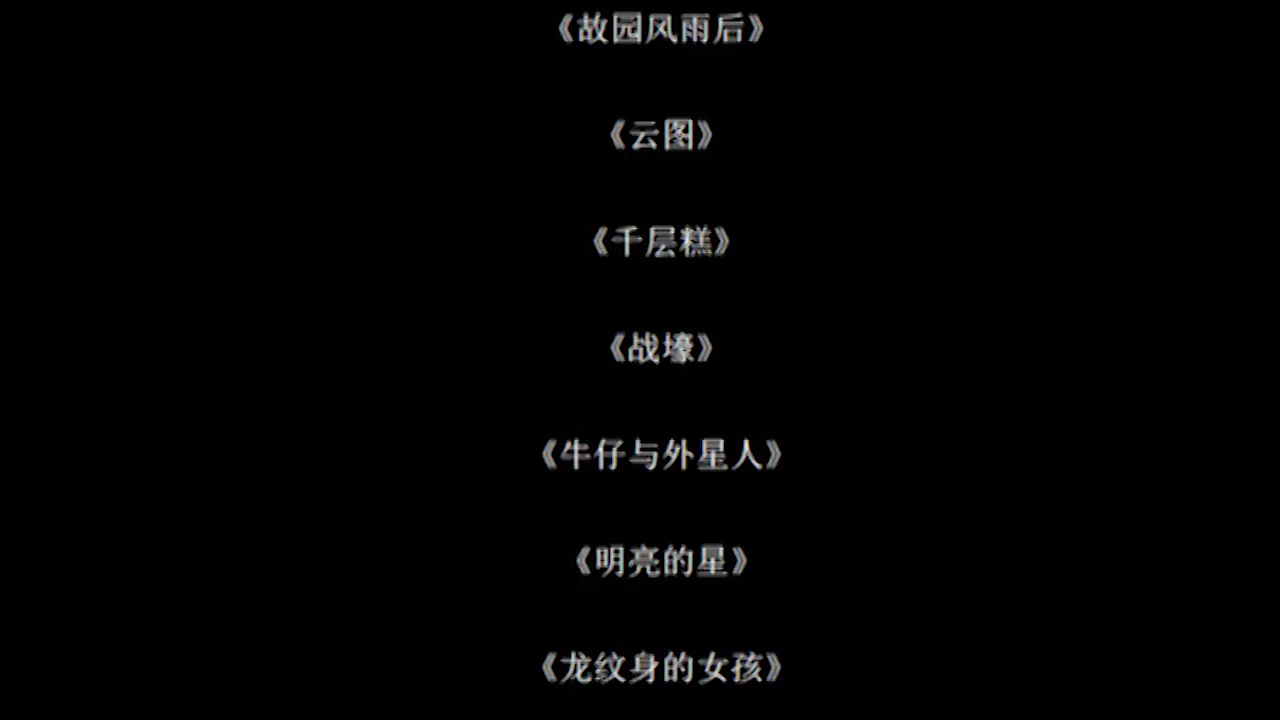 《故园风雨后》
《云图》
《千层糕》
《战壕》
《牛仔与外星人》
《明亮的星》
《龙纹身的女孩》